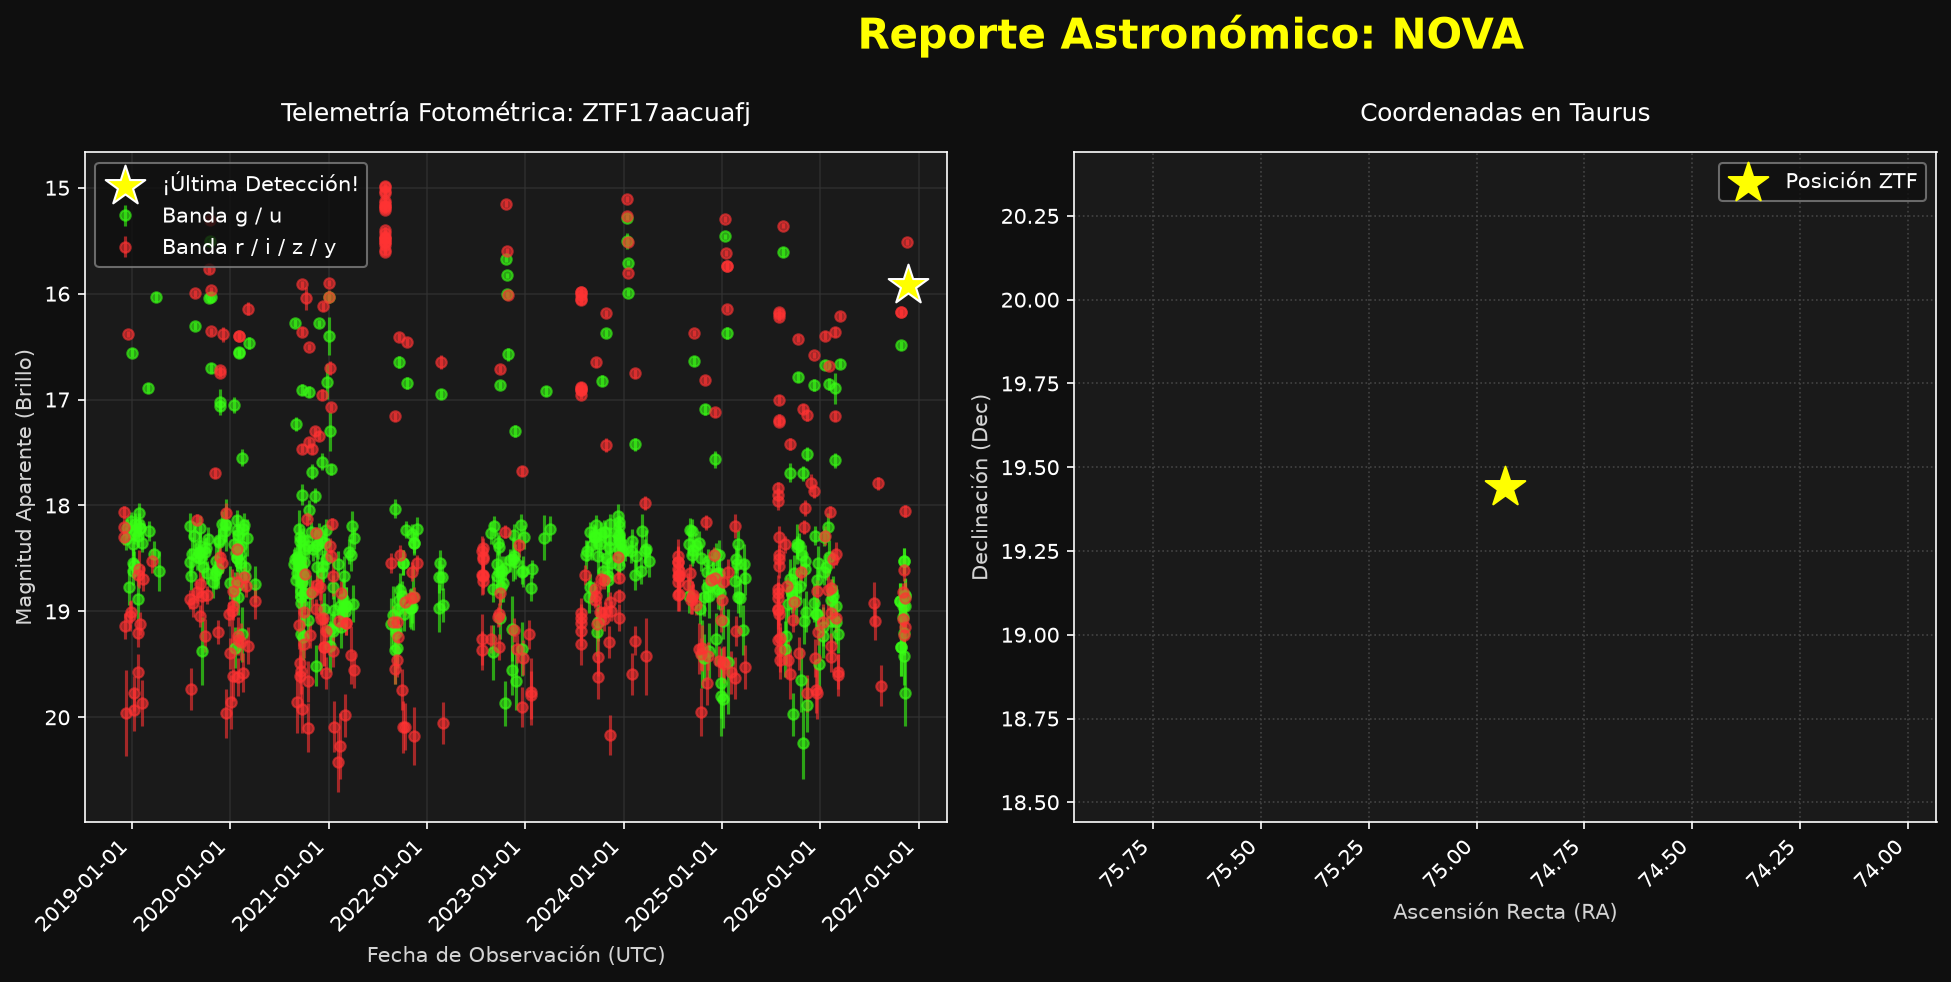 Reporte Astronómico: NOVA
Telemetría Fotométrica: ZTF17aacuafj
¡Última Detección!
Banda g / u
Banda r / i / z / y
Magnitud Aparente (Brillo)
15
16
17
18
19
20
2019-01-01
2020-01-01
2021-01-01
2022-01-01
2023-01-01
2024-01-01
2025-01-01
2026-01-01
2027-01-01
Fecha de Observación (UTC)
Coordenadas en Taurus
Posición ZTF
Declinación (Dec)
20.25
20.00
19.75
19.50
19.25
19.00
18.75
18.50
75.75
75.50
75.25
75.00
74.75
74.50
74.25
74.00
Ascensión Recta (RA)